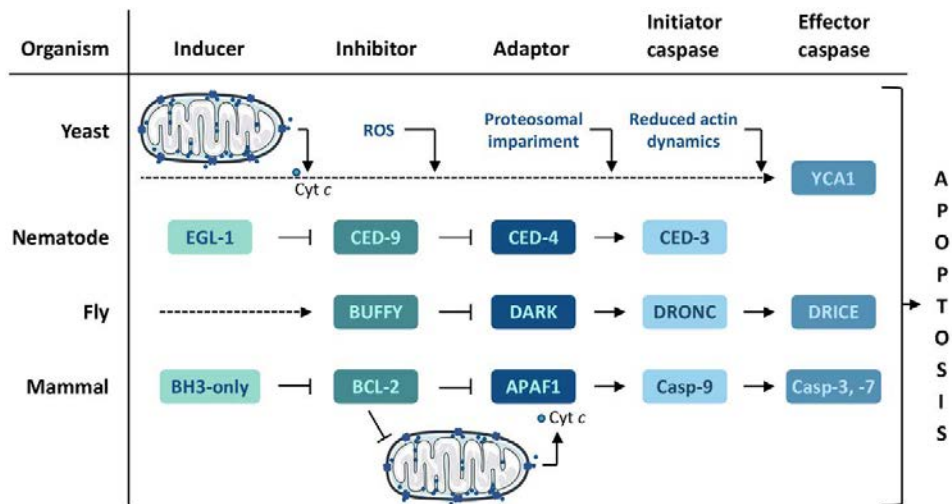 Organism Inducer Inhibitor Adaptor Initiator caspase Effector caspase
Yeast ROS Proteosomal impariment Reduced actin dynamics
Cyt c YCA1
Nematode EGL-1 CED-9 CED-4 CED-3
Fly BUFFY DARK DRONC DRICE
Mammal BH3-only BCL-2 APAF1 Casp-9 Casp-3, -7
Cyt c
APOPTOSIS